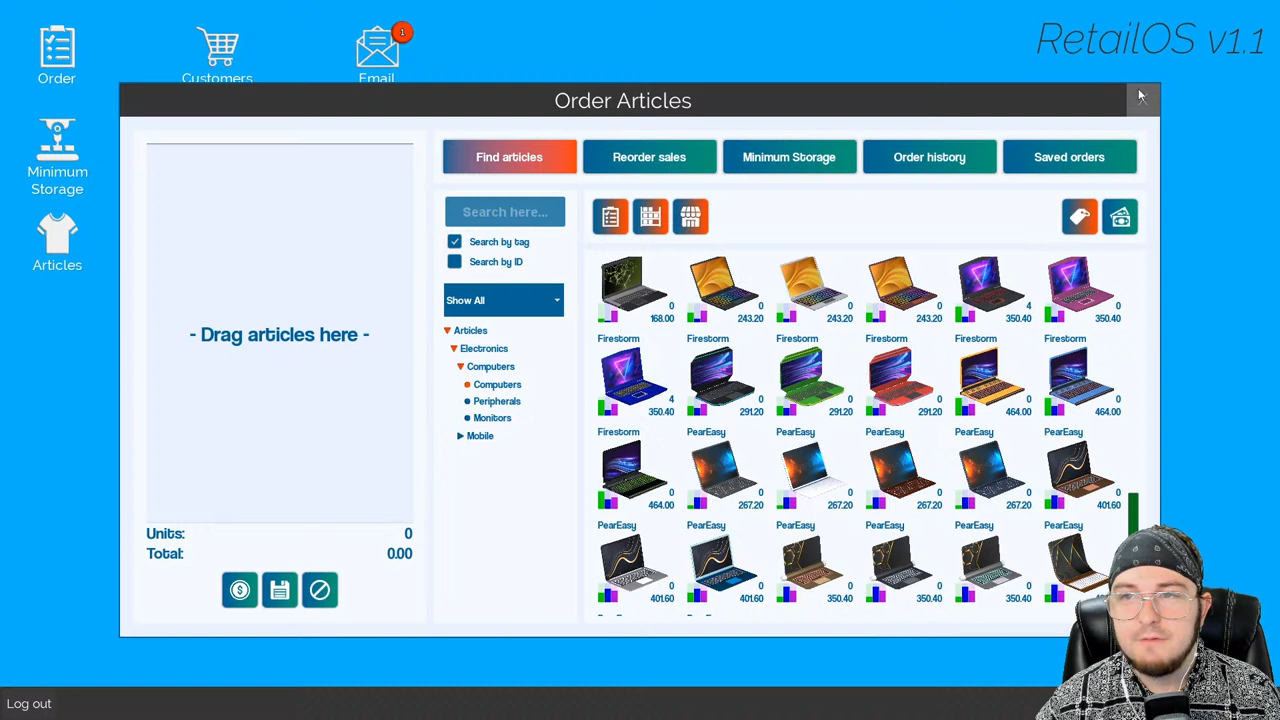 RetailOS v1.1
1
Order
Customers
Email
Minimum
Storage
Articles
Order Articles
X
Find articles
Reorder sales
Minimum Storage
Order history
Saved orders
- Drag articles here -
Units: 0
Total: 0.00
Search here...
Search by tag
Search by ID
Show All
Articles
Electronics
Computers
Computers
Peripherals
Monitors
Mobile
0 0 0 0 4 0
168.00 243.20 243.20 243.20 350.40 350.40
Firestorm Firestorm Firestorm Firestorm Firestorm Firestorm
4 0 0 0 0 0
350.40 291.20 291.20 291.20 464.00 464.00
Firestorm PearEasy PearEasy PearEasy PearEasy PearEasy
0 0 0 0 0 0
464.00 267.20 267.20 267.20 267.20 401.60
PearEasy PearEasy PearEasy PearEasy PearEasy PearEasy
0 0 0 0 0
401.60 401.60 350.40 350.40 350.40
Log out